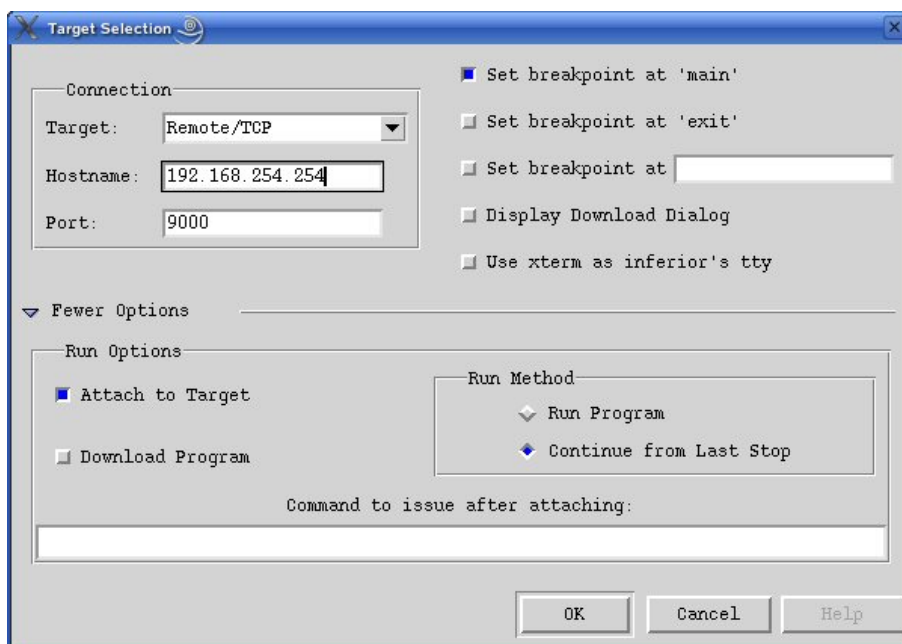 Target Selection
Connection
Target: Remote/TCP
Hostname: 192.168.254.254
Port: 9000
Set breakpoint at 'main'
Set breakpoint at 'exit'
Set breakpoint at
Display Download Dialog
Use xterm as inferior's tty
Fewer Options
Run Options
Attach to Target
Download Program
Run Method
Run Program
Continue from Last Stop
Command to issue after attaching:
OK Cancel Help